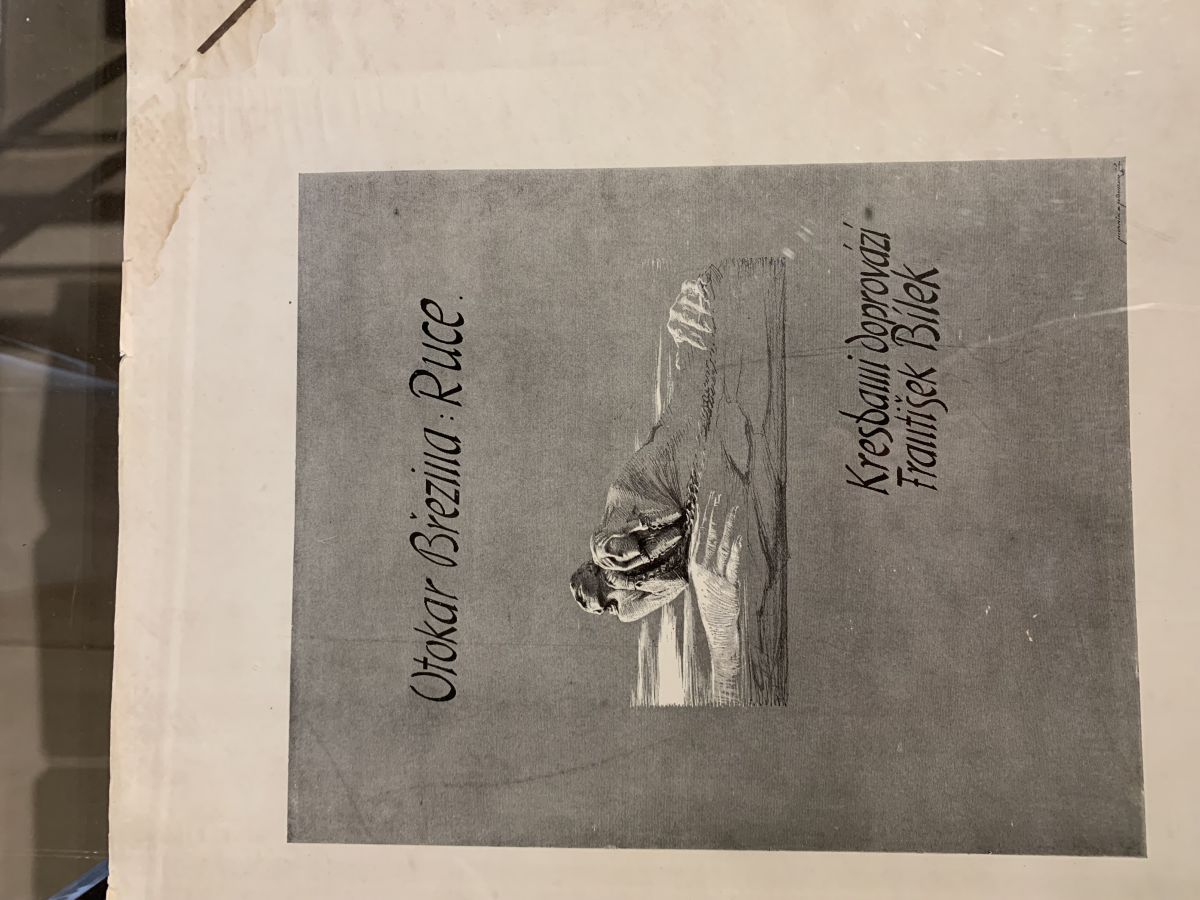 Otokar Březina: Ruce.
Kresbami doprovází
František Bílek